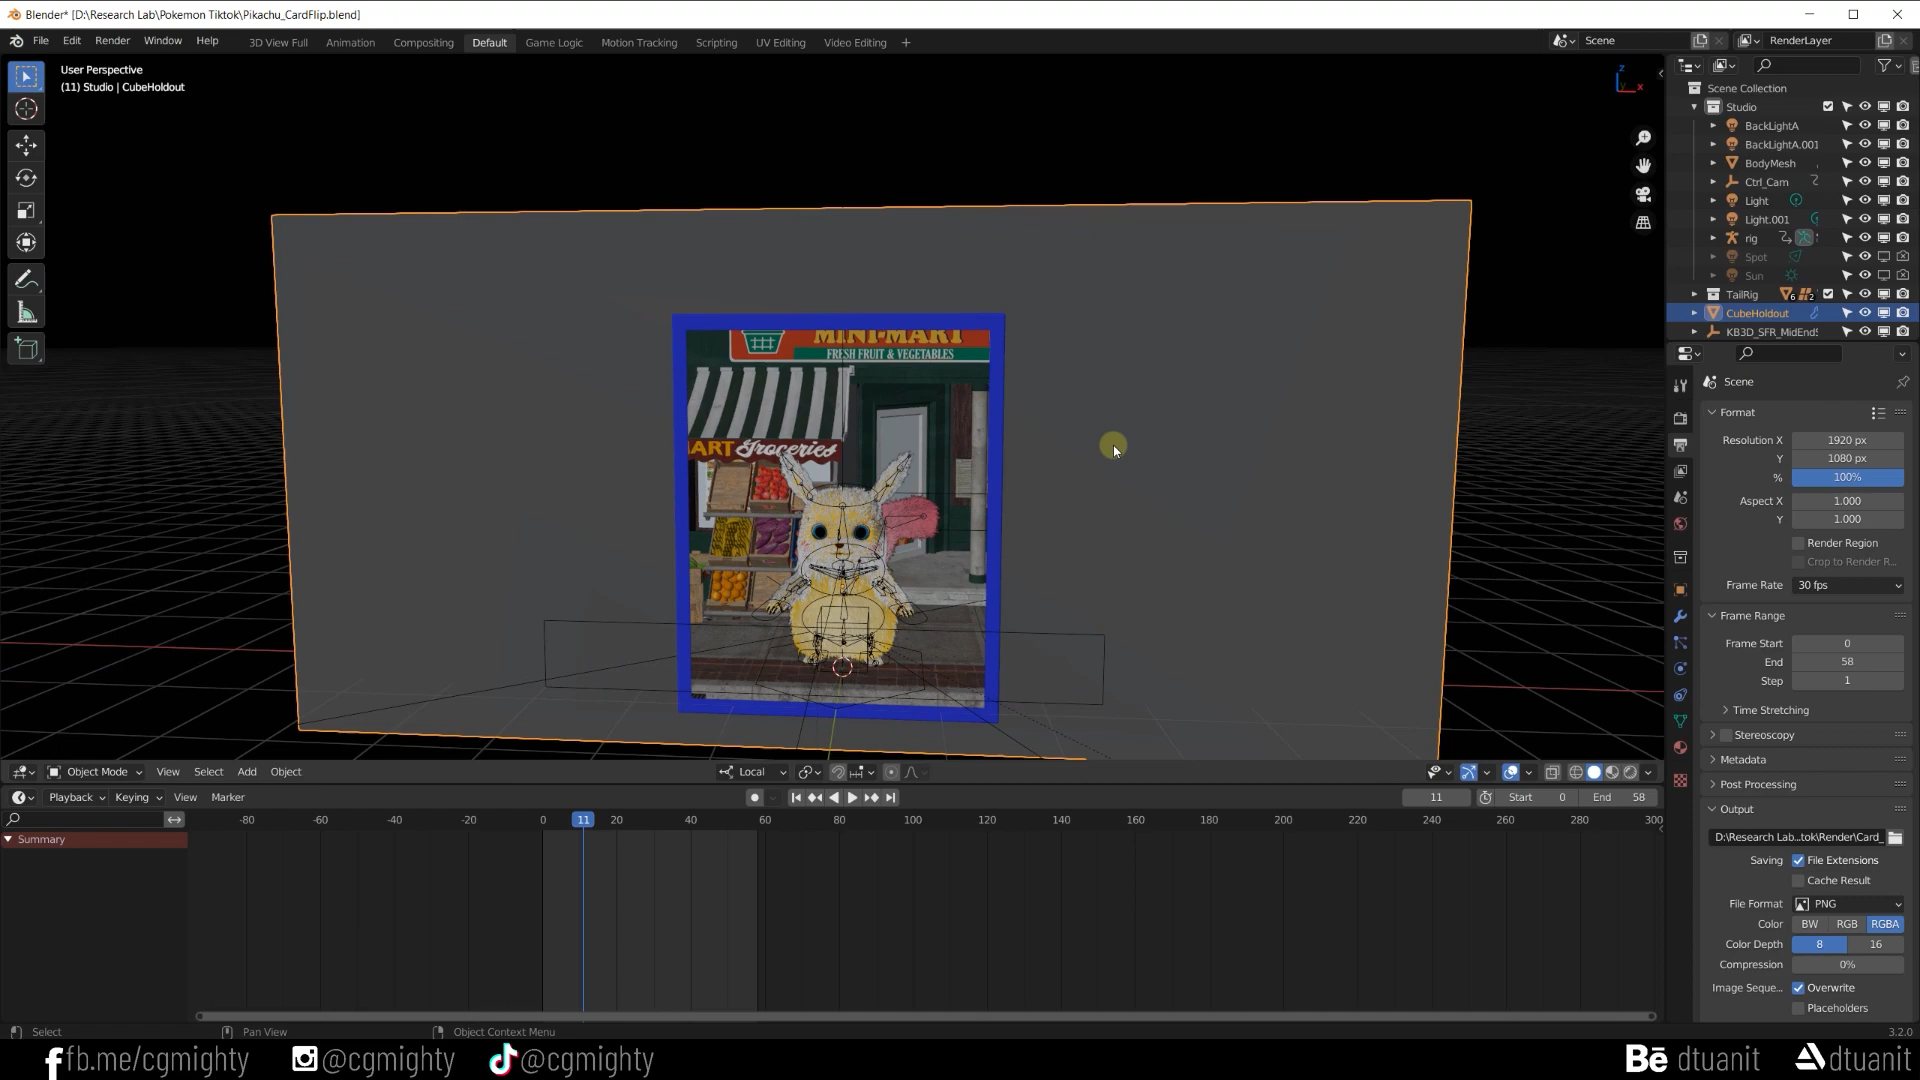 Blender* [D:\Research Lab\Pokemon Tiktok\Pikachu_CardFlip.blend]
File Edit Render Window Help
3D View Full Animation Compositing Default Game Logic Motion Tracking Scripting UV Editing Video Editing +
Scene
RenderLayer
User Perspective
(11) Studio | CubeHoldout
Z
X
Scene Collection
Studio
BackLightA
BackLightA.001
BodyMesh
Ctrl_Cam
Light
Light.001
rig
Spot
Sun
TailRig 6 2
CubeHoldout
KB3D_SFR_MidEndS
MINI-MART
FRESH FRUIT & VEGETABLES
ART Groceries
Scene
Format
Resolution X 1920 px
Y 1080 px
% 100%
Aspect X 1.000
Y 1.000
Render Region
Crop to Render R...
Frame Rate 30 fps
Frame Range
Frame Start 0
End 58
Step 1
Time Stretching
Stereoscopy
Metadata
Post Processing
Output
D:\Research Lab...tok\Render\Card_
Saving File Extensions
Cache Result
File Format PNG
Color BW RGB RGBA
Color Depth 8 16
Compression 0%
Image Seque... Overwrite
Placeholders
Object Mode View Select Add Object
Local
Playback Keying View Marker
11 Start 0 End 58
-80 -60 -40 -20 0 11 20 40 60 80 100 120 140 160 180 200 220 240 260 280 300
Summary
Select Pan View Object Context Menu
3.2.0
fb.me/cgmighty @cgmighty @cgmighty
Bē dtuanit dtuanit